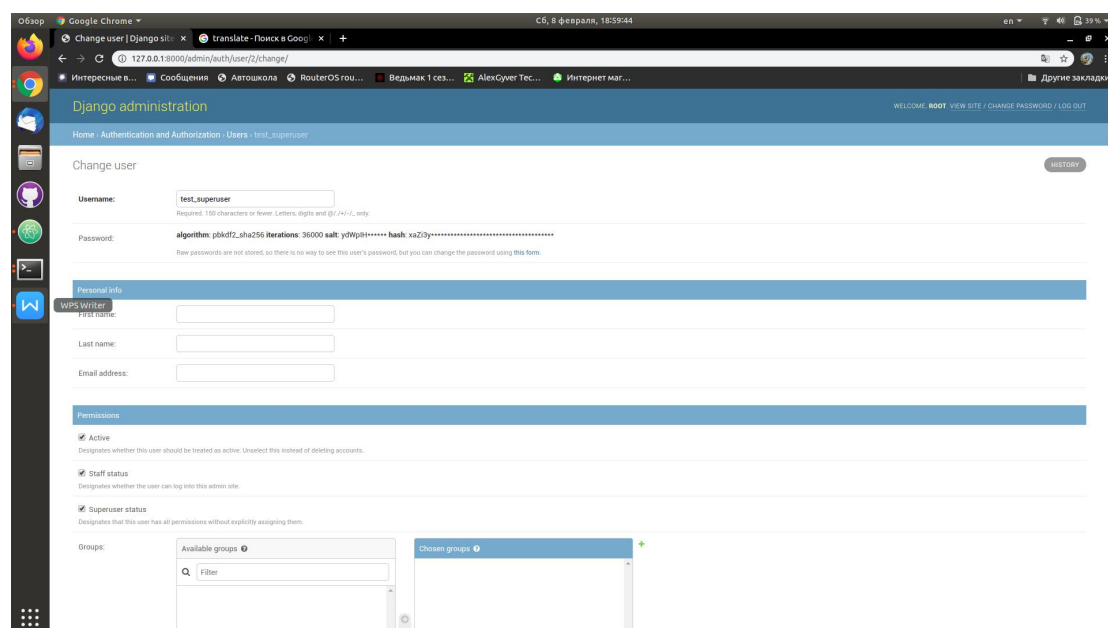 Обзор Google Chrome Сб, 8 февраля, 18:59:44 en 39 %
Change user | Django site translate - Поиск в Googl
127.0.0.1:8000/admin/auth/user/2/change/
Интересные в... Сообщения Автошкола RouterOS rou... Ведьмак 1 сез... AlexGyver Tec... Интернет маг... Другие закладки
Django administration WELCOME, ROOT. VIEW SITE / CHANGE PASSWORD / LOG OUT
Home › Authentication and Authorization › Users › test_superuser
Change user HISTORY
Username: test_superuser
Required. 150 characters or fewer. Letters, digits and @/./+/-/_ only.
Password: algorithm: pbkdf2_sha256 iterations: 36000 salt: ydWpIH****** hash: xaZi3y**************************************
Raw passwords are not stored, so there is no way to see this user's password, but you can change the password using this form.
Personal info
WPS Writer
First name:
Last name:
Email address:
Permissions
Active
Designates whether this user should be treated as active. Unselect this instead of deleting accounts.
Staff status
Designates whether the user can log into this admin site.
Superuser status
Designates that this user has all permissions without explicitly assigning them.
Groups: Available groups Chosen groups
Filter